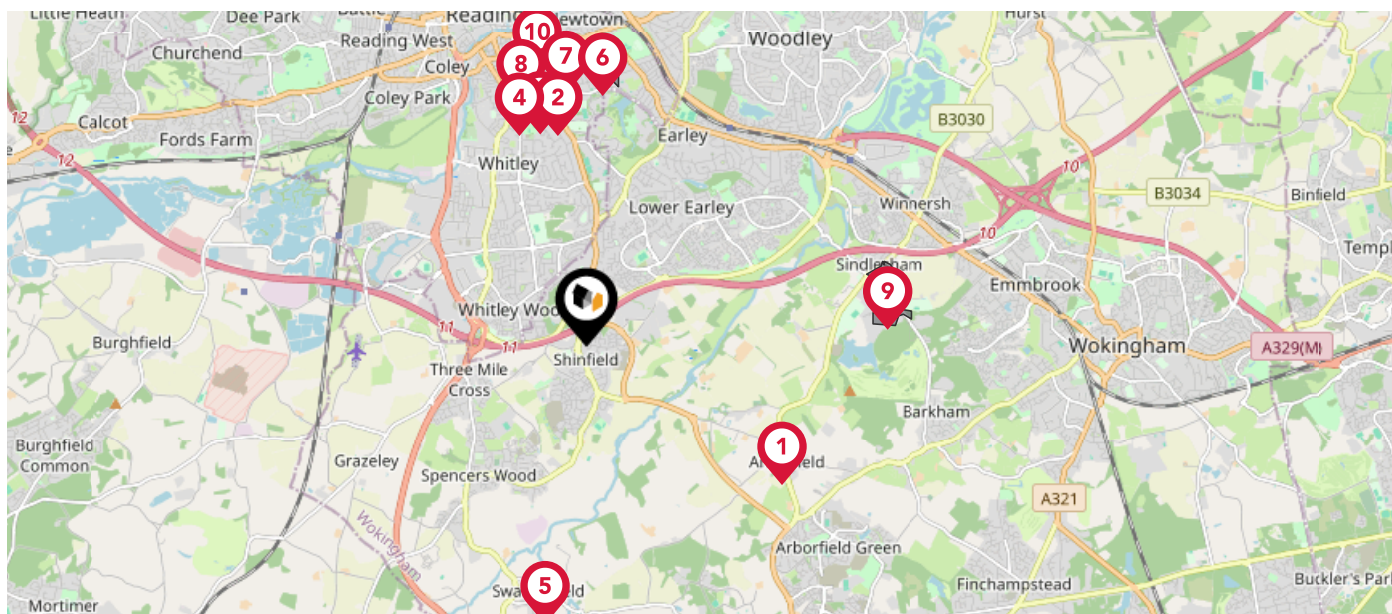 Little Heath
Dee Park
Reading
Newtown
Hurst
Churchend
Reading West
10
Woodley
Coley
8
7
6
Coley Park
4
2
12
Calcot
Fords Farm
B3030
Earley
12
Whitley
10
B3034
Binfield
Lower Earley
Winnersh
10
Sindlesham
Emmbrook
9
Whitley Woo
11
11
Burghfield
Shinfield
Wokingham
A329(M)
Three Mile
Cross
Barkham
Burghfield
Common
Grazeley
1
Spencers Wood
A321
Wokingham
Arborfield Green
5
Finchampstead
Mortimer
Buckler's Park